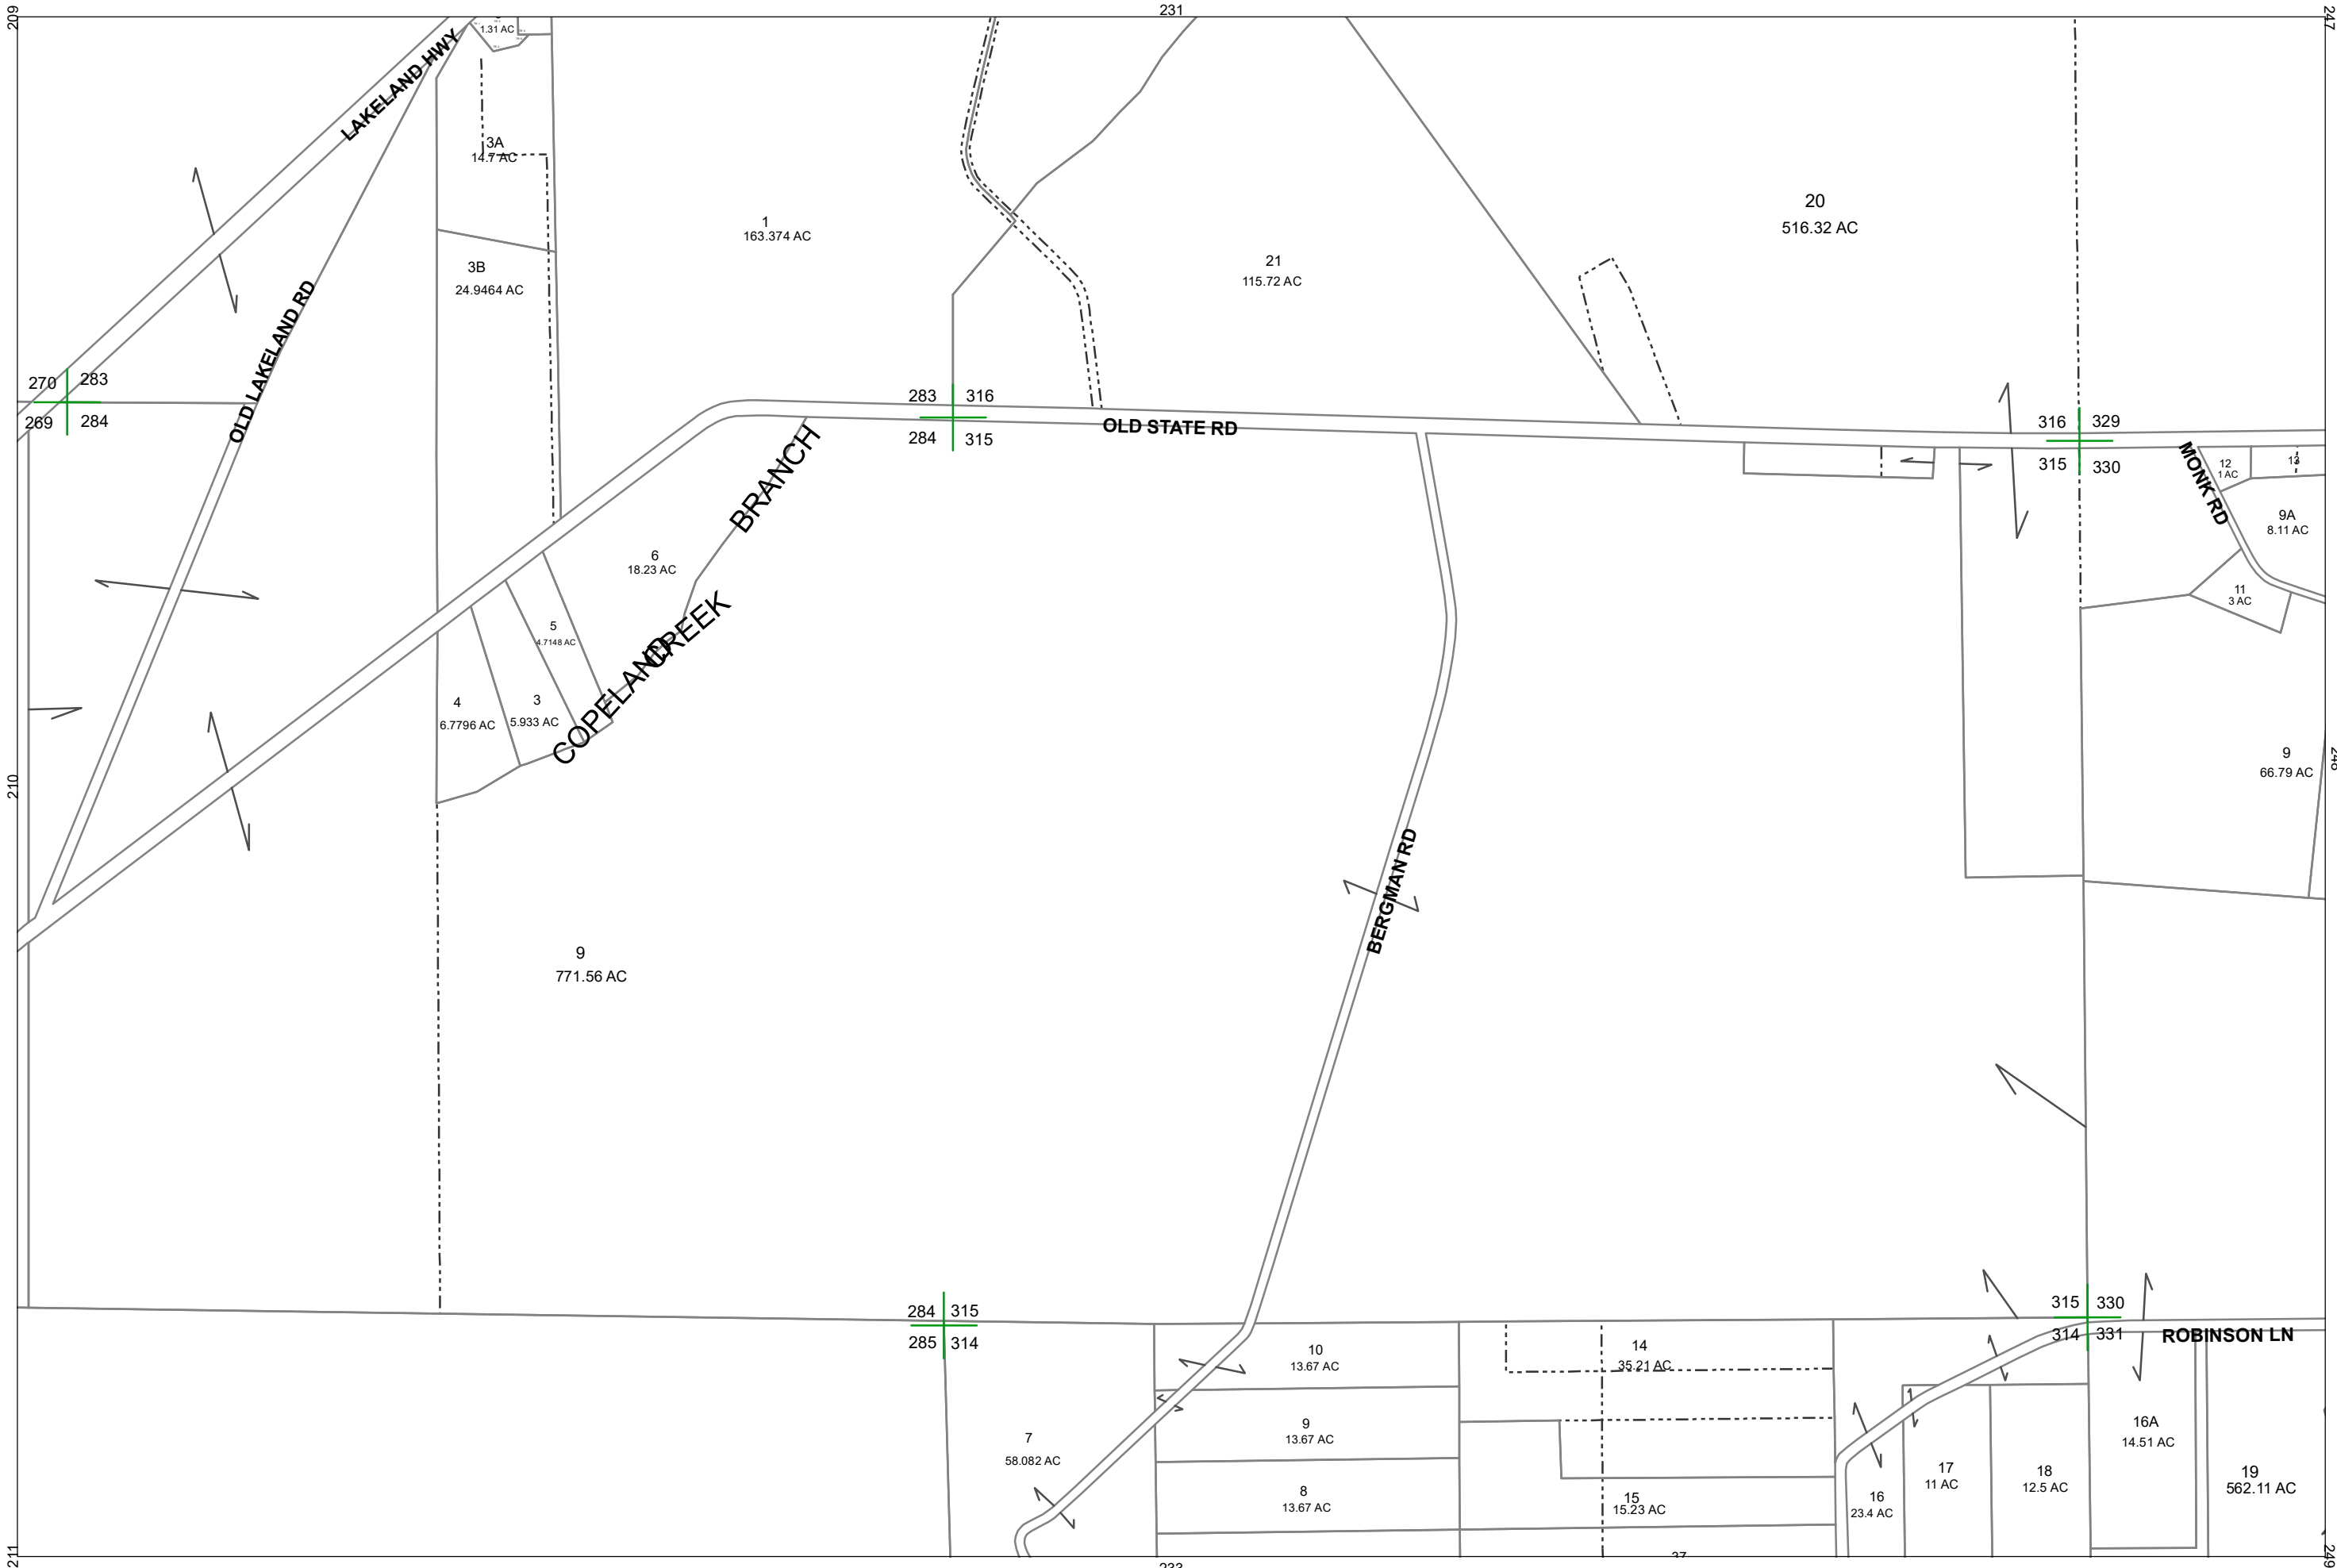 209
231
247
1.31 AC
LAKELAND HWY
3A
14.7 AC
20
516.32 AC
1
163.374 AC
21
115.72 AC
3B
24.9464 AC
OLD LAKELAND RD
270 283
269 284
283 316
284 315
OLD STATE RD
316 329
315 330
MONK RD
12
1 AC
13
9A
8.11 AC
BRANCH
6
18.23 AC
11
3 AC
5
4.7148 AC
COPELAND
CREEK
4
6.7796 AC
3
5.933 AC
210
9
66.79 AC
248
BERGMAN RD
9
771.56 AC
284 315
285 314
315 330
314 331
ROBINSON LN
10
13.67 AC
14
35.21 AC
7
58.082 AC
9
13.67 AC
16A
14.51 AC
8
13.67 AC
15
15.23 AC
16
23.4 AC
17
11 AC
18
12.5 AC
19
562.11 AC
211
233
37
249